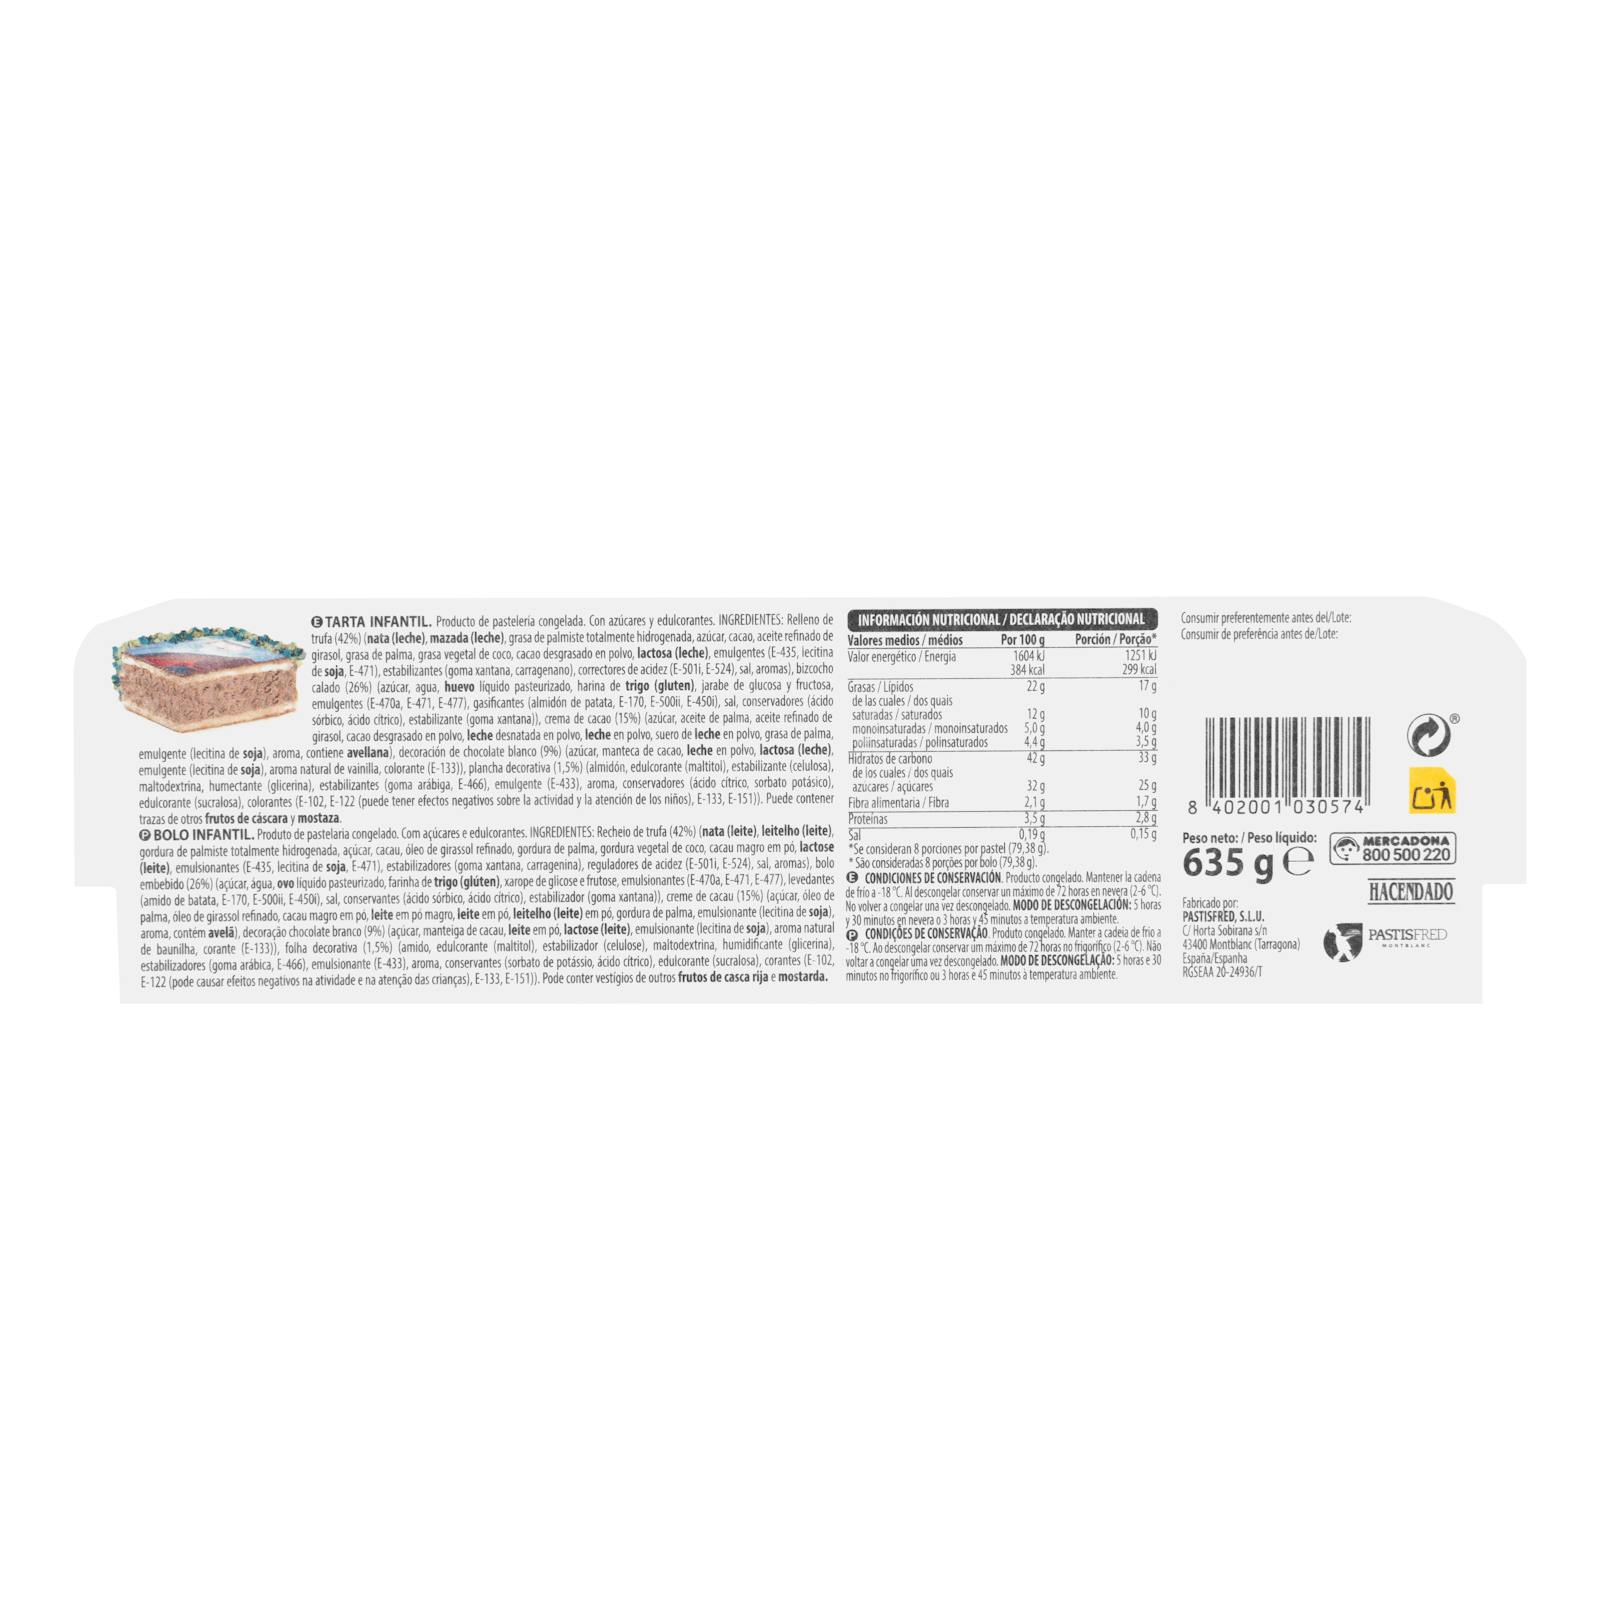 E TARTA INFANTIL. Producto de pastelería congelada. Con azúcares y edulcorantes. INGREDIENTES: Relleno de
trufa (42%) (nata (leche), mazada (leche), grasa de palmiste totalmente hidrogenada, azúcar, cacao, aceite refinado de
girasol, grasa de palma, grasa vegetal de coco, cacao desgrasado en polvo, lactosa (leche), emulgentes (E-435, lecitina
de soja, E-471), estabilizantes (goma xantana, carragenano), correctores de acidez (E-501i, E-524), sal, aromas), bizcocho
calado (26%) (azúcar, agua, huevo líquido pasteurizado, harina de trigo (gluten), jarabe de glucosa y fructosa,
emulgentes (E-470a, E-471, E-477), gasificantes (almidón de patata, E-170, E-500ii, E-450i), sal, conservadores (ácido
sórbico, ácido cítrico), estabilizante (goma xantana)), crema de cacao (15%) (azúcar, aceite de palma, aceite refinado de
girasol, cacao desgrasado en polvo, leche desnatada en polvo, leche en polvo, suero de leche en polvo, grasa de palma,
emulgente (lecitina de soja), aroma, contiene avellana), decoración de chocolate blanco (9%) (azúcar, manteca de cacao, leche en polvo, lactosa (leche),
emulgente (lecitina de soja), aroma natural de vainilla, colorante (E-133)), plancha decorativa (1,5%) (almidón, edulcorante (maltitol), estabilizante (celulosa),
maltodextrina, humectante (glicerina), estabilizantes (goma arábiga, E-466), emulgente (E-433), aroma, conservadores (ácido cítrico, sorbato potásico),
edulcorante (sucralosa), colorantes (E-102, E-122 (puede tener efectos negativos sobre la actividad y la atención de los niños), E-133, E-151)). Puede contener
trazas de otros frutos de cáscara y mostaza.
P BOLO INFANTIL. Produto de pastelaria congelado. Com açúcares e edulcorantes. INGREDIENTES: Recheio de trufa (42%) (nata (leite), leitelho (leite),
gordura de palmiste totalmente hidrogenada, açúcar, cacau, óleo de girassol refinado, gordura de palma, gordura vegetal de coco, cacau magro em pó, lactose
(leite), emulsionantes (E-435, lecitina de soja, E-471), estabilizadores (goma xantana, carragenina), reguladores de acidez (E-501i, E-524), sal, aromas), bolo
embebido (26%) (açúcar, água, ovo líquido pasteurizado, farinha de trigo (glúten), xarope de glicose e frutose, emulsionantes (E-470a, E-471, E-477), levedantes
(amido de batata, E-170, E-500ii, E-450i), sal, conservantes (ácido sórbico, ácido cítrico), estabilizador (goma xantana)), creme de cacau (15%) (açúcar, óleo de
palma, óleo de girassol refinado, cacau magro em pó, leite em pó magro, leite em pó, leitelho (leite) em pó, gordura de palma, emulsionante (lecitina de soja),
aroma, contém avelã), decoração chocolate branco (9%) (açúcar, manteiga de cacau, leite em pó, lactose (leite), emulsionante (lecitina de soja), aroma natural
de baunilha, corante (E-133)), folha decorativa (1,5%) (amido, edulcorante (maltitol), estabilizador (celulose), maltodextrina, humidificante (glicerina),
estabilizadores (goma arábica, E-466), emulsionante (E-433), aroma, conservantes (sorbato de potássio, ácido cítrico), edulcorante (sucralosa), corantes (E-102,
E-122 (pode causar efeitos negativos na atividade e na atenção das crianças), E-133, E-151)). Pode conter vestígios de outros frutos de casca rija e mostarda.
INFORMACIÓN NUTRICIONAL / DECLARAÇÃO NUTRICIONAL
Valores medios / médios Por 100 g Porción / Porção*
Valor energético / Energia 1604 kJ 1251 kJ
384 kcal 299 kcal
Grasas / Lípidos 22 g 17 g
de las cuales / dos quais
saturadas / saturados 12 g 10 g
monoinsaturadas / monoinsaturados 5,0 g 4,0 g
poliinsaturadas / polinsaturados 4,4 g 3,5 g
Hidratos de carbono 42 g 33 g
de los cuales / dos quais
azúcares / açúcares 32 g 25 g
Fibra alimentaria / Fibra 2,1 g 1,7 g
Proteínas 3,5 g 2,8 g
Sal 0,19 g 0,15 g
*Se consideran 8 porciones por pastel (79,38 g).
* São consideradas 8 porções por bolo (79,38 g).
E CONDICIONES DE CONSERVACIÓN. Producto congelado. Mantener la cadena
de frío a -18 °C. Al descongelar conservar un máximo de 72 horas en nevera (2-6 °C).
No volver a congelar una vez descongelado. MODO DE DESCONGELACIÓN: 5 horas
y 30 minutos en nevera o 3 horas y 45 minutos a temperatura ambiente.
P CONDIÇÕES DE CONSERVAÇÃO. Produto congelado. Manter a cadeia de frio a
-18 °C. Ao descongelar conservar um máximo de 72 horas no frigorífico (2-6 °C). Não
voltar a congelar uma vez descongelado. MODO DE DESCONGELAÇÃO: 5 horas e 30
minutos no frigorífico ou 3 horas e 45 minutos à temperatura ambiente.
Consumir preferentemente antes del/Lote:
Consumir de preferência antes de/Lote:
8 402001 030574
®
Peso neto: / Peso líquido:
635 g e
MERCADONA
800 500 220
HACENDADO
Fabricado por:
PASTISFRED, S.L.U.
C/ Horta Sobirana s/n
43400 Montblanc (Tarragona)
España/Espanha
RGSEAA 20-24936/T
PASTISFRED
MONTBLANC